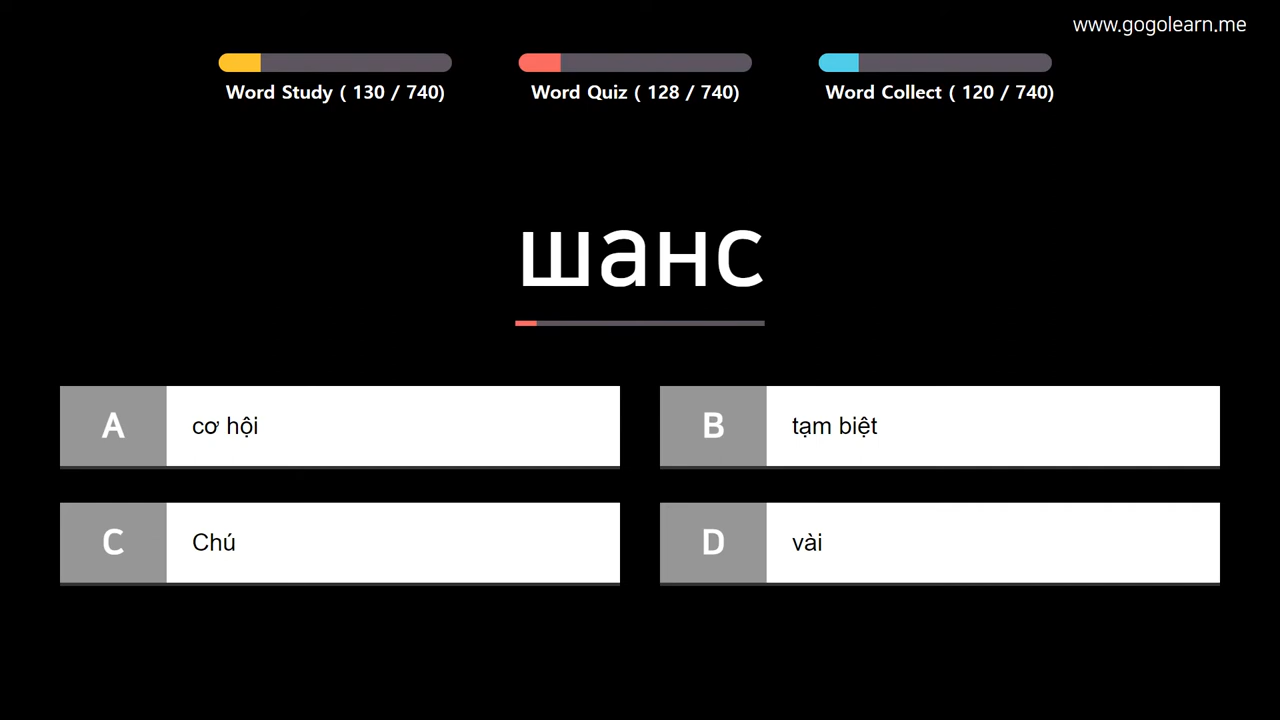 www.gogolearn.me
Word Study ( 130 / 740)
Word Quiz ( 128 / 740)
Word Collect ( 120 / 740)
шанс
A cơ hội
B tạm biệt
C Chú
D vài